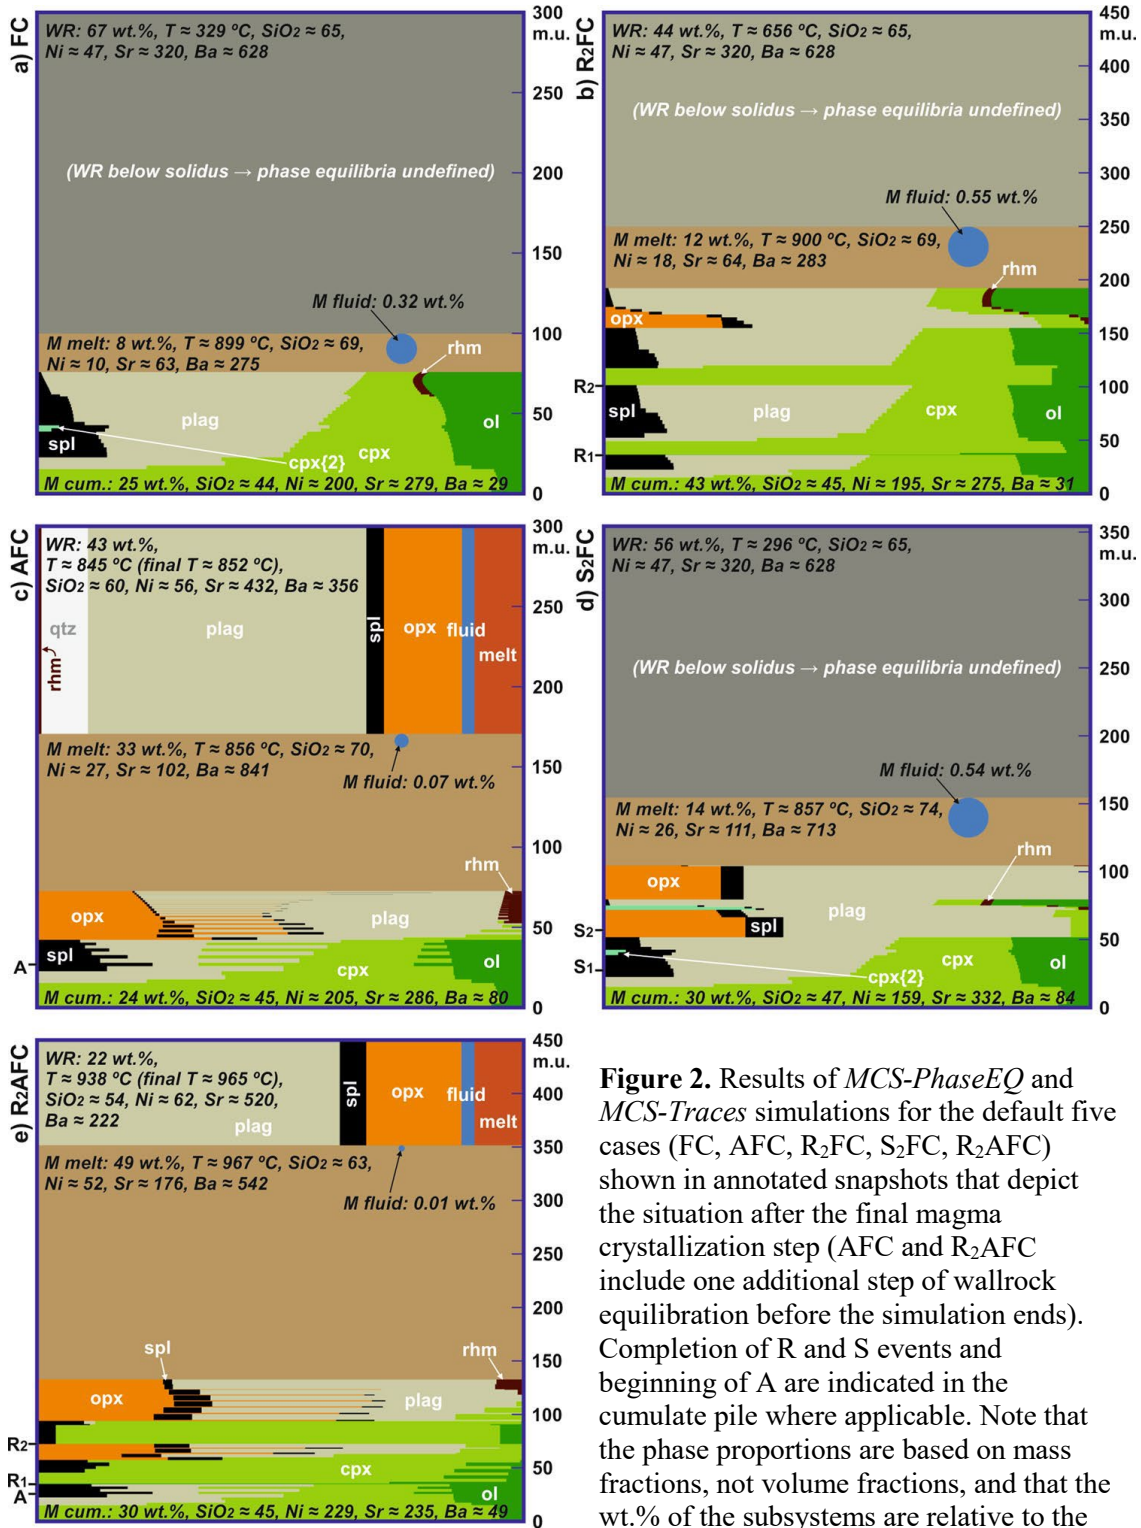 a) FC
WR: 67 wt.%, T ≈ 329 ºC, SiO2 ≈ 65,
Ni ≈ 47, Sr ≈ 320, Ba ≈ 628
(WR below solidus → phase equilibria undefined)
M fluid: 0.32 wt.%
M melt: 8 wt.%, T ≈ 899 ºC, SiO2 ≈ 69,
Ni ≈ 10, Sr ≈ 63, Ba ≈ 275
rhm
plag
ol
spl
cpx
cpx{2}
M cum.: 25 wt.%, SiO2 ≈ 44, Ni ≈ 200, Sr ≈ 279, Ba ≈ 29
300
m.u.
250
200
150
100
50
0
b) R2FC
WR: 44 wt.%, T ≈ 656 ºC, SiO2 ≈ 65,
Ni ≈ 47, Sr ≈ 320, Ba ≈ 628
(WR below solidus → phase equilibria undefined)
M fluid: 0.55 wt.%
M melt: 12 wt.%, T ≈ 900 ºC, SiO2 ≈ 69,
Ni ≈ 18, Sr ≈ 64, Ba ≈ 283
rhm
opx
R2
spl
plag
cpx
ol
R1
M cum.: 43 wt.%, SiO2 ≈ 45, Ni ≈ 195, Sr ≈ 275, Ba ≈ 31
450
m.u.
400
350
300
250
200
150
100
50
0
c) AFC
WR: 43 wt.%,
T ≈ 845 ºC (final T ≈ 852 ºC),
SiO2 ≈ 60, Ni ≈ 56, Sr ≈ 432, Ba ≈ 356
qtz
plag
spl
opx
fluid
melt
rhm
M melt: 33 wt.%, T ≈ 856 ºC, SiO2 ≈ 70,
Ni ≈ 27, Sr ≈ 102, Ba ≈ 841
M fluid: 0.07 wt.%
rhm
opx
plag
spl
A
cpx
ol
M cum.: 24 wt.%, SiO2 ≈ 45, Ni ≈ 205, Sr ≈ 286, Ba ≈ 80
300
m.u.
250
200
150
100
50
0
d) S2FC
WR: 56 wt.%, T ≈ 296 ºC, SiO2 ≈ 65,
Ni ≈ 47, Sr ≈ 320, Ba ≈ 628
(WR below solidus → phase equilibria undefined)
M fluid: 0.54 wt.%
M melt: 14 wt.%, T ≈ 857 ºC, SiO2 ≈ 74,
Ni ≈ 26, Sr ≈ 111, Ba ≈ 713
rhm
opx
plag
S2
spl
S1
cpx
ol
cpx{2}
M cum.: 30 wt.%, SiO2 ≈ 47, Ni ≈ 159, Sr ≈ 332, Ba ≈ 84
350
m.u.
300
250
200
150
100
50
0
e) R2AFC
WR: 22 wt.%,
T ≈ 938 ºC (final T ≈ 965 ºC),
SiO2 ≈ 54, Ni ≈ 62, Sr ≈ 520,
Ba ≈ 222
plag
spl
opx
fluid
melt
M melt: 49 wt.%, T ≈ 967 ºC, SiO2 ≈ 63,
Ni ≈ 52, Sr ≈ 176, Ba ≈ 542
M fluid: 0.01 wt.%
spl
rhm
opx
plag
R2
cpx
R1
A
ol
M cum.: 30 wt.%, SiO2 ≈ 45, Ni ≈ 229, Sr ≈ 235, Ba ≈ 49
450
m.u.
400
350
300
250
200
150
100
50
0
Figure 2. Results of MCS-PhaseEQ and
MCS-Traces simulations for the default five
cases (FC, AFC, R2FC, S2FC, R2AFC)
shown in annotated snapshots that depict
the situation after the final magma
crystallization step (AFC and R2AFC
include one additional step of wallrock
equilibration before the simulation ends).
Completion of R and S events and
beginning of A are indicated in the
cumulate pile where applicable. Note that
the phase proportions are based on mass
fractions, not volume fractions, and that the
wt.% of the subsystems are relative to the